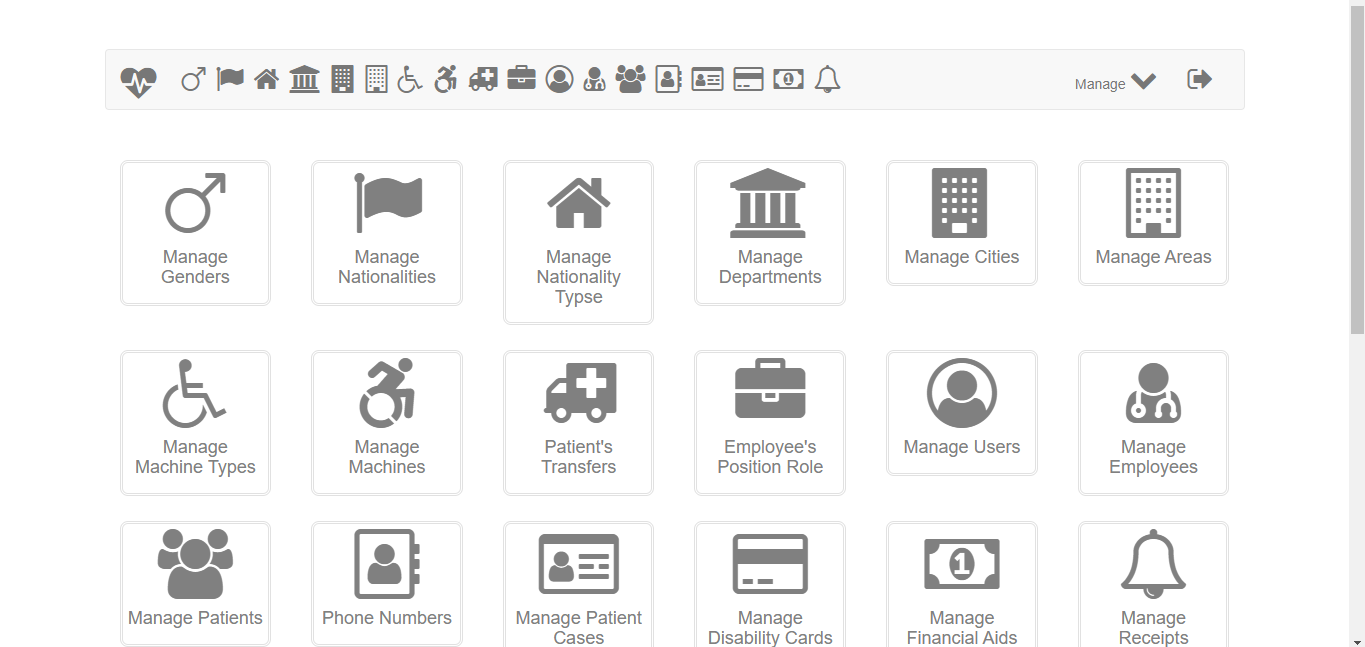 Manage
Manage
Genders
Manage
Nationalities
Manage
Nationality
Typse
Manage
Departments
Manage Cities
Manage Areas
Manage
Machine Types
Manage
Machines
Patient's
Transfers
Employee's
Position Role
Manage Users
Manage
Employees
Manage Patients
Phone Numbers
Manage Patient
Cases
Manage
Disability Cards
Manage
Financial Aids
Manage
Receipts